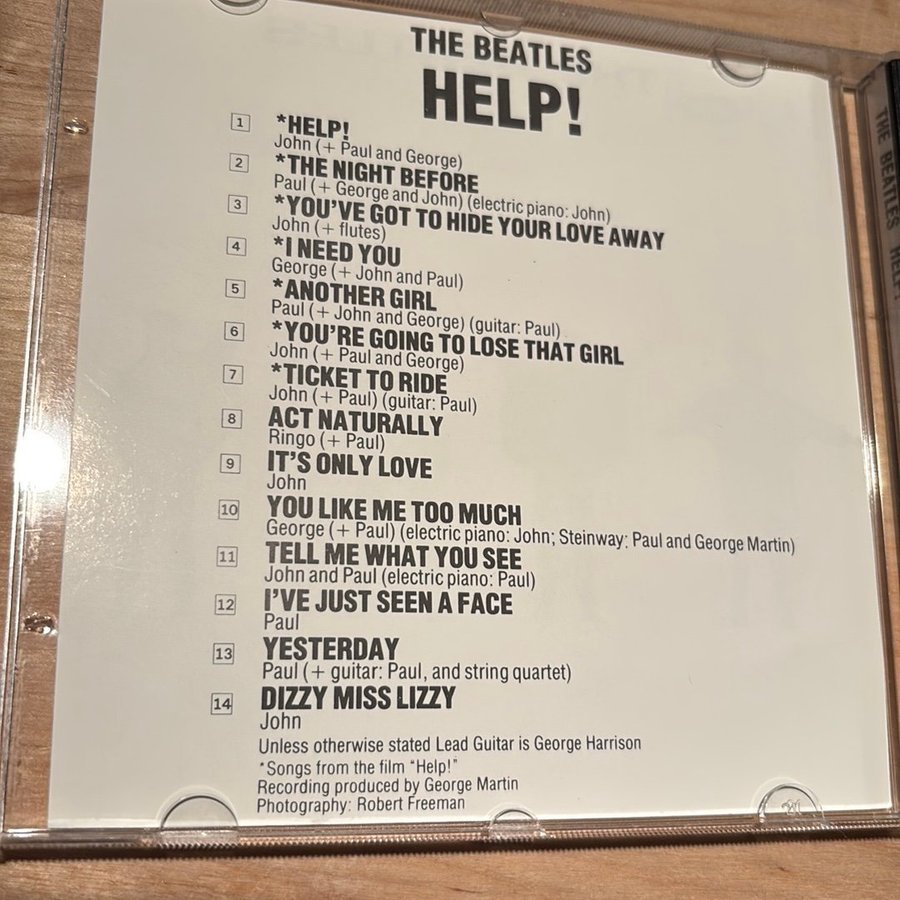 THE BEATLES
HELP!
1 *HELP!
John (+ Paul and George)
2 *THE NIGHT BEFORE
Paul (+ George and John) (electric piano: John)
3 *YOU'VE GOT TO HIDE YOUR LOVE AWAY
John (+ flutes)
4 *I NEED YOU
George (+ John and Paul)
5 *ANOTHER GIRL
Paul (+ John and George) (guitar: Paul)
6 *YOU'RE GOING TO LOSE THAT GIRL
John (+ Paul and George)
7 *TICKET TO RIDE
John (+ Paul) (guitar: Paul)
8 ACT NATURALLY
Ringo (+ Paul)
9 IT'S ONLY LOVE
John
10 YOU LIKE ME TOO MUCH
George (+ Paul) (electric piano: John; Steinway: Paul and George Martin)
11 TELL ME WHAT YOU SEE
John and Paul (electric piano: Paul)
12 I'VE JUST SEEN A FACE
Paul
13 YESTERDAY
Paul (+ guitar: Paul, and string quartet)
14 DIZZY MISS LIZZY
John
Unless otherwise stated Lead Guitar is George Harrison
*Songs from the film "Help!"
Recording produced by George Martin
Photography: Robert Freeman
THE BEATLES HELP!